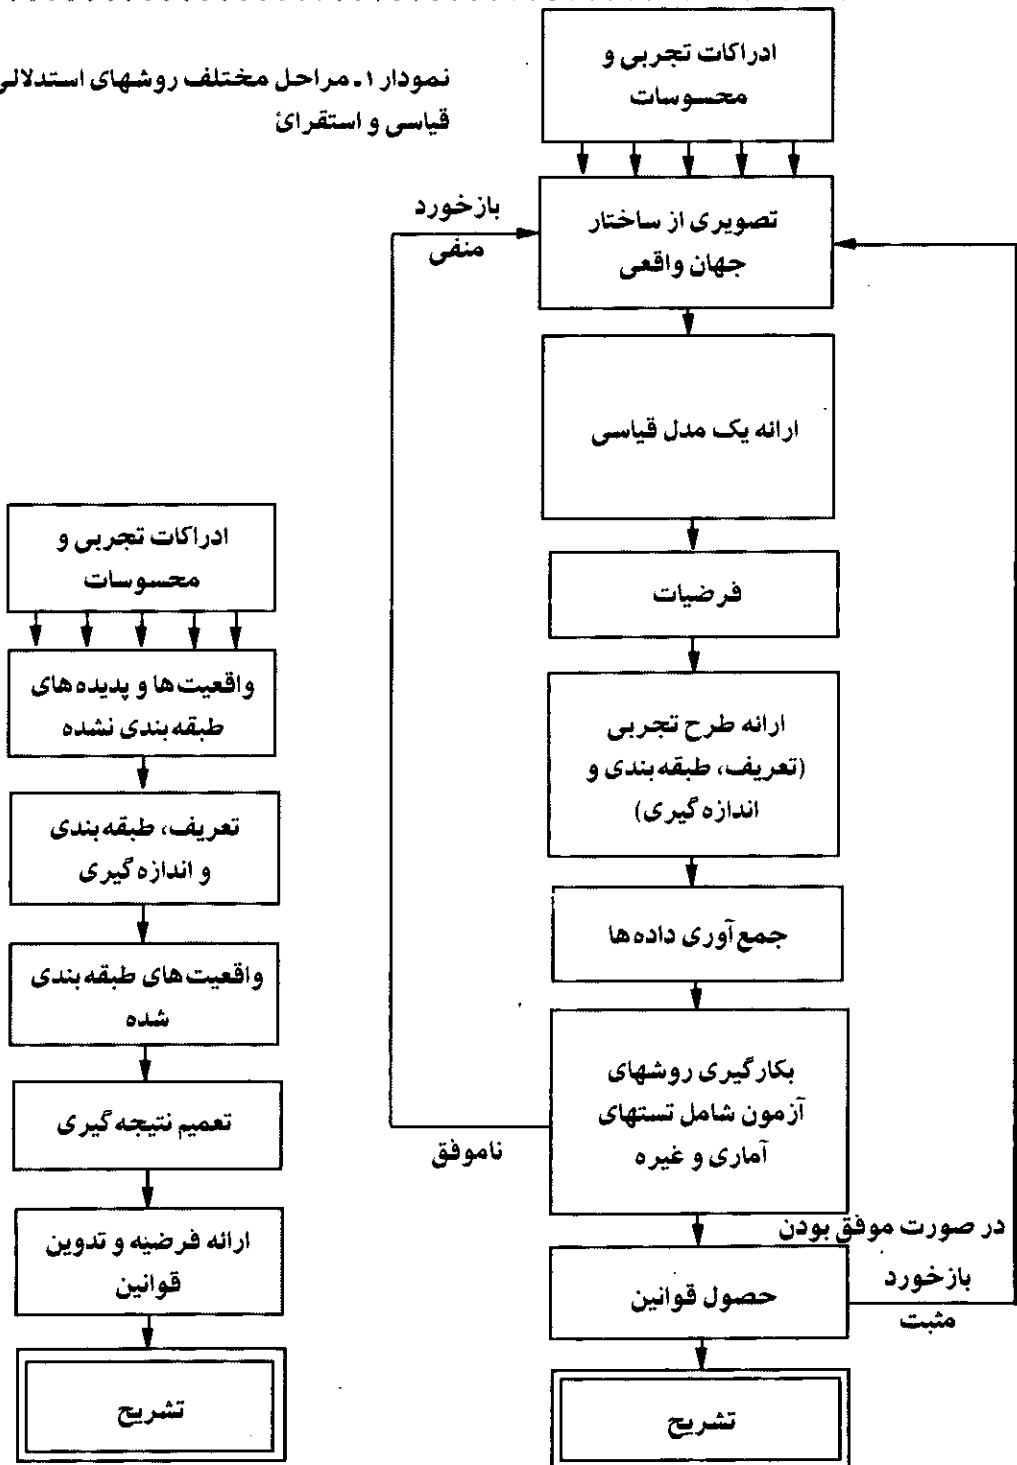 نمودار ۱ـ مراحل مختلف روشهای استدلالی
قیاسی و استقرائ
ادراکات تجربی و
محسوسات
تصویری از ساختار
جهان واقعی
بازخورد
منفی
ارائه یک مدل قیاسی
فرضیات
ارائه طرح تجربی
(تعریف، طبقه‌بندی و
اندازه‌گیری)
جمع‌آوری داده‌ها
بکارگیری روشهای
آزمون شامل تستهای
آماری و غیره
ناموفق
در صورت موفق بودن
حصول قوانین
بازخورد
مثبت
تشریح
ادراکات تجربی و
محسوسات
واقعیت‌ها و پدیده‌های
طبقه‌بندی نشده
تعریف، طبقه‌بندی
و اندازه‌گیری
واقعیت‌های طبقه‌بندی
شده
تعمیم نتیجه‌گیری
ارائه فرضیه و تدوین
قوانین
تشریح